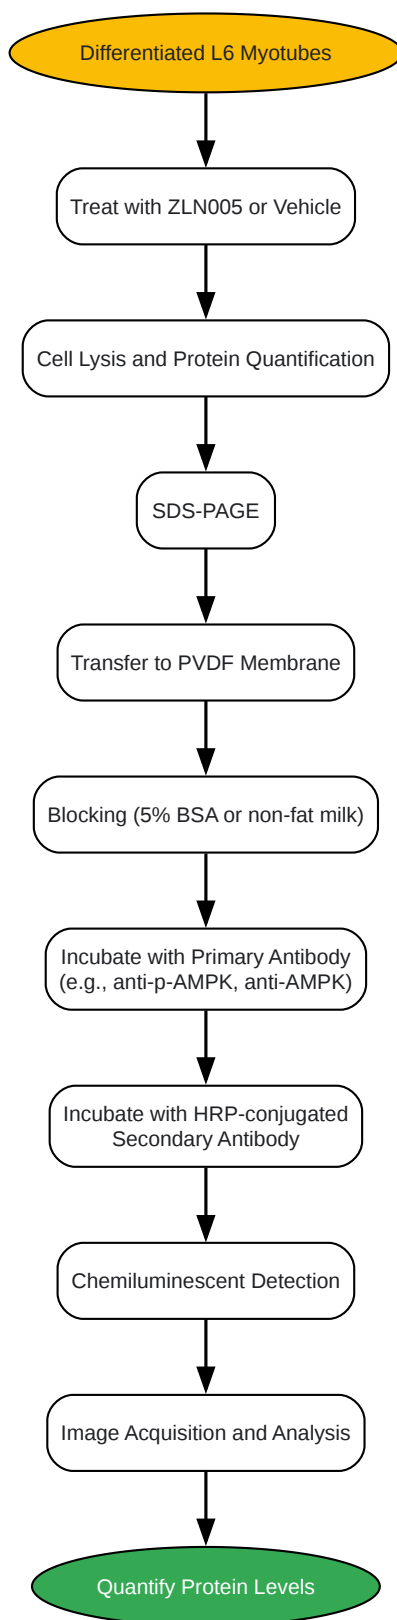 Differentiated L6 Myotubes
Treat with ZLN005 or Vehicle
Cell Lysis and Protein Quantification
SDS-PAGE
Transfer to PVDF Membrane
Blocking (5% BSA or non-fat milk)
Incubate with Primary Antibody
(e.g., anti-p-AMPK, anti-AMPK)
Incubate with HRP-conjugated
Secondary Antibody
Chemiluminescent Detection
Image Acquisition and Analysis
Quantify Protein Levels